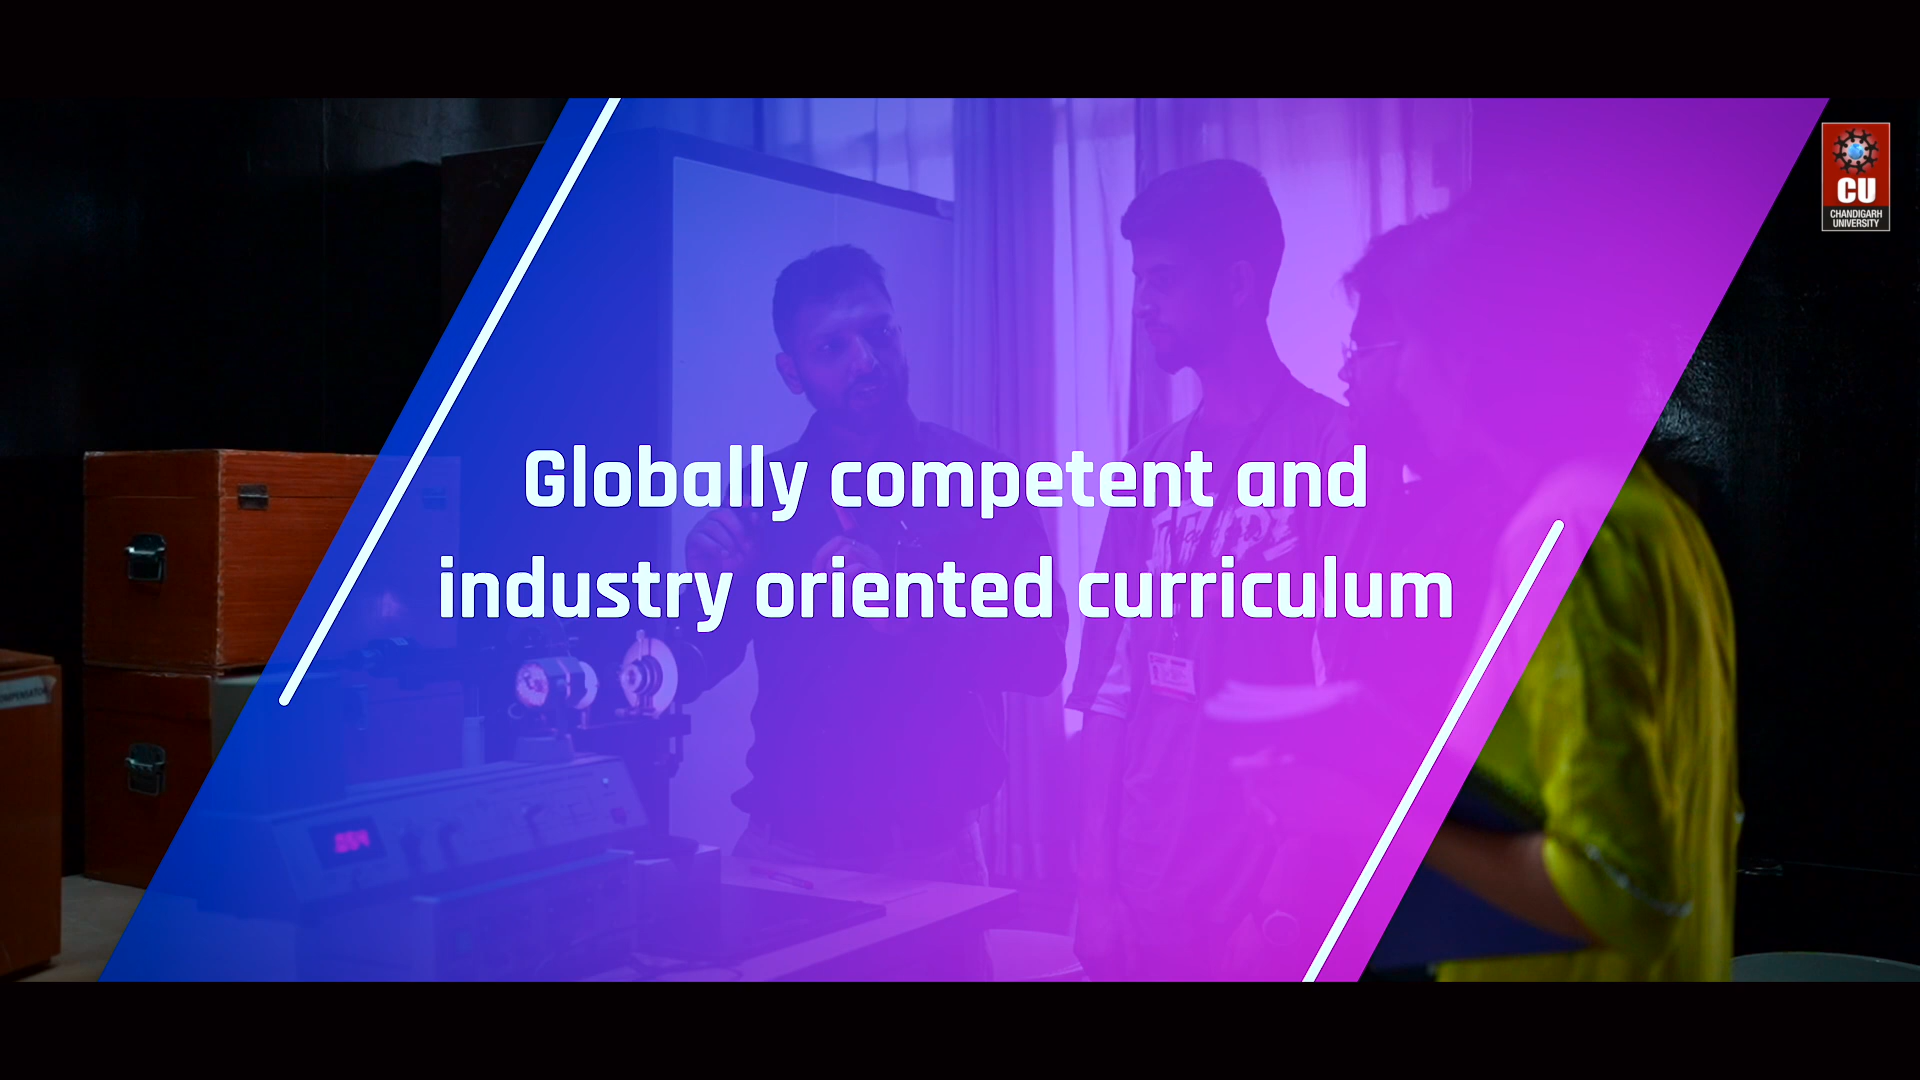 CU
CHANDIGARH
UNIVERSITY
Globally competent and
industry oriented curriculum